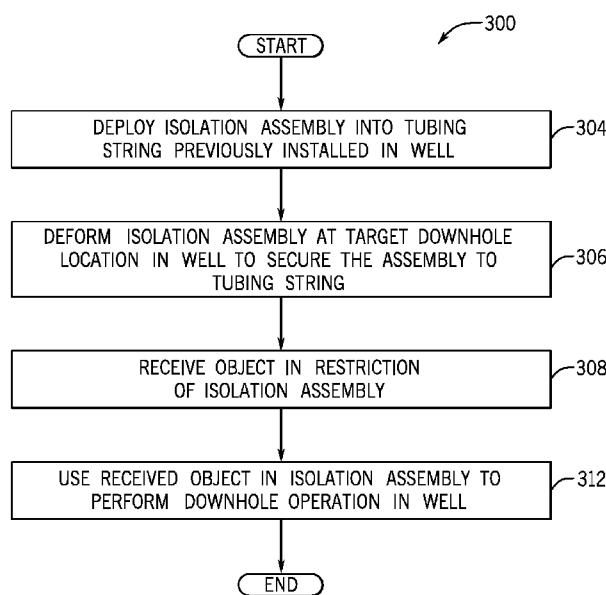 300
START
DEPLOY ISOLATION ASSEMBLY INTO TUBING
STRING PREVIOUSLY INSTALLED IN WELL
304
DEFORM ISOLATION ASSEMBLY AT TARGET DOWNHOLE
LOCATION IN WELL TO SECURE THE ASSEMBLY TO
TUBING STRING
306
RECEIVE OBJECT IN RESTRICTION
OF ISOLATION ASSEMBLY
308
USE RECEIVED OBJECT IN ISOLATION ASSEMBLY TO
PERFORM DOWNHOLE OPERATION IN WELL
312
END